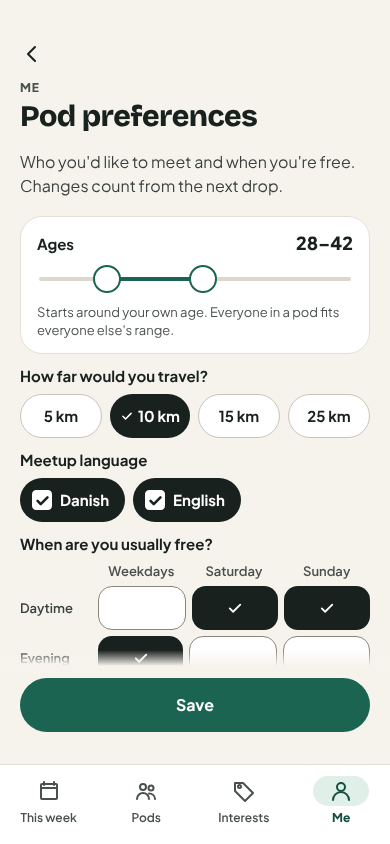 ME
Pod preferences
Who you'd like to meet and when you're free.
Changes count from the next drop.
Ages 28–42
Starts around your own age. Everyone in a pod fits
everyone else's range.
How far would you travel?
5 km 10 km 15 km 25 km
Meetup language
Danish English
When are you usually free?
Weekdays Saturday Sunday
Daytime
Evening
Save
This week Pods Interests Me